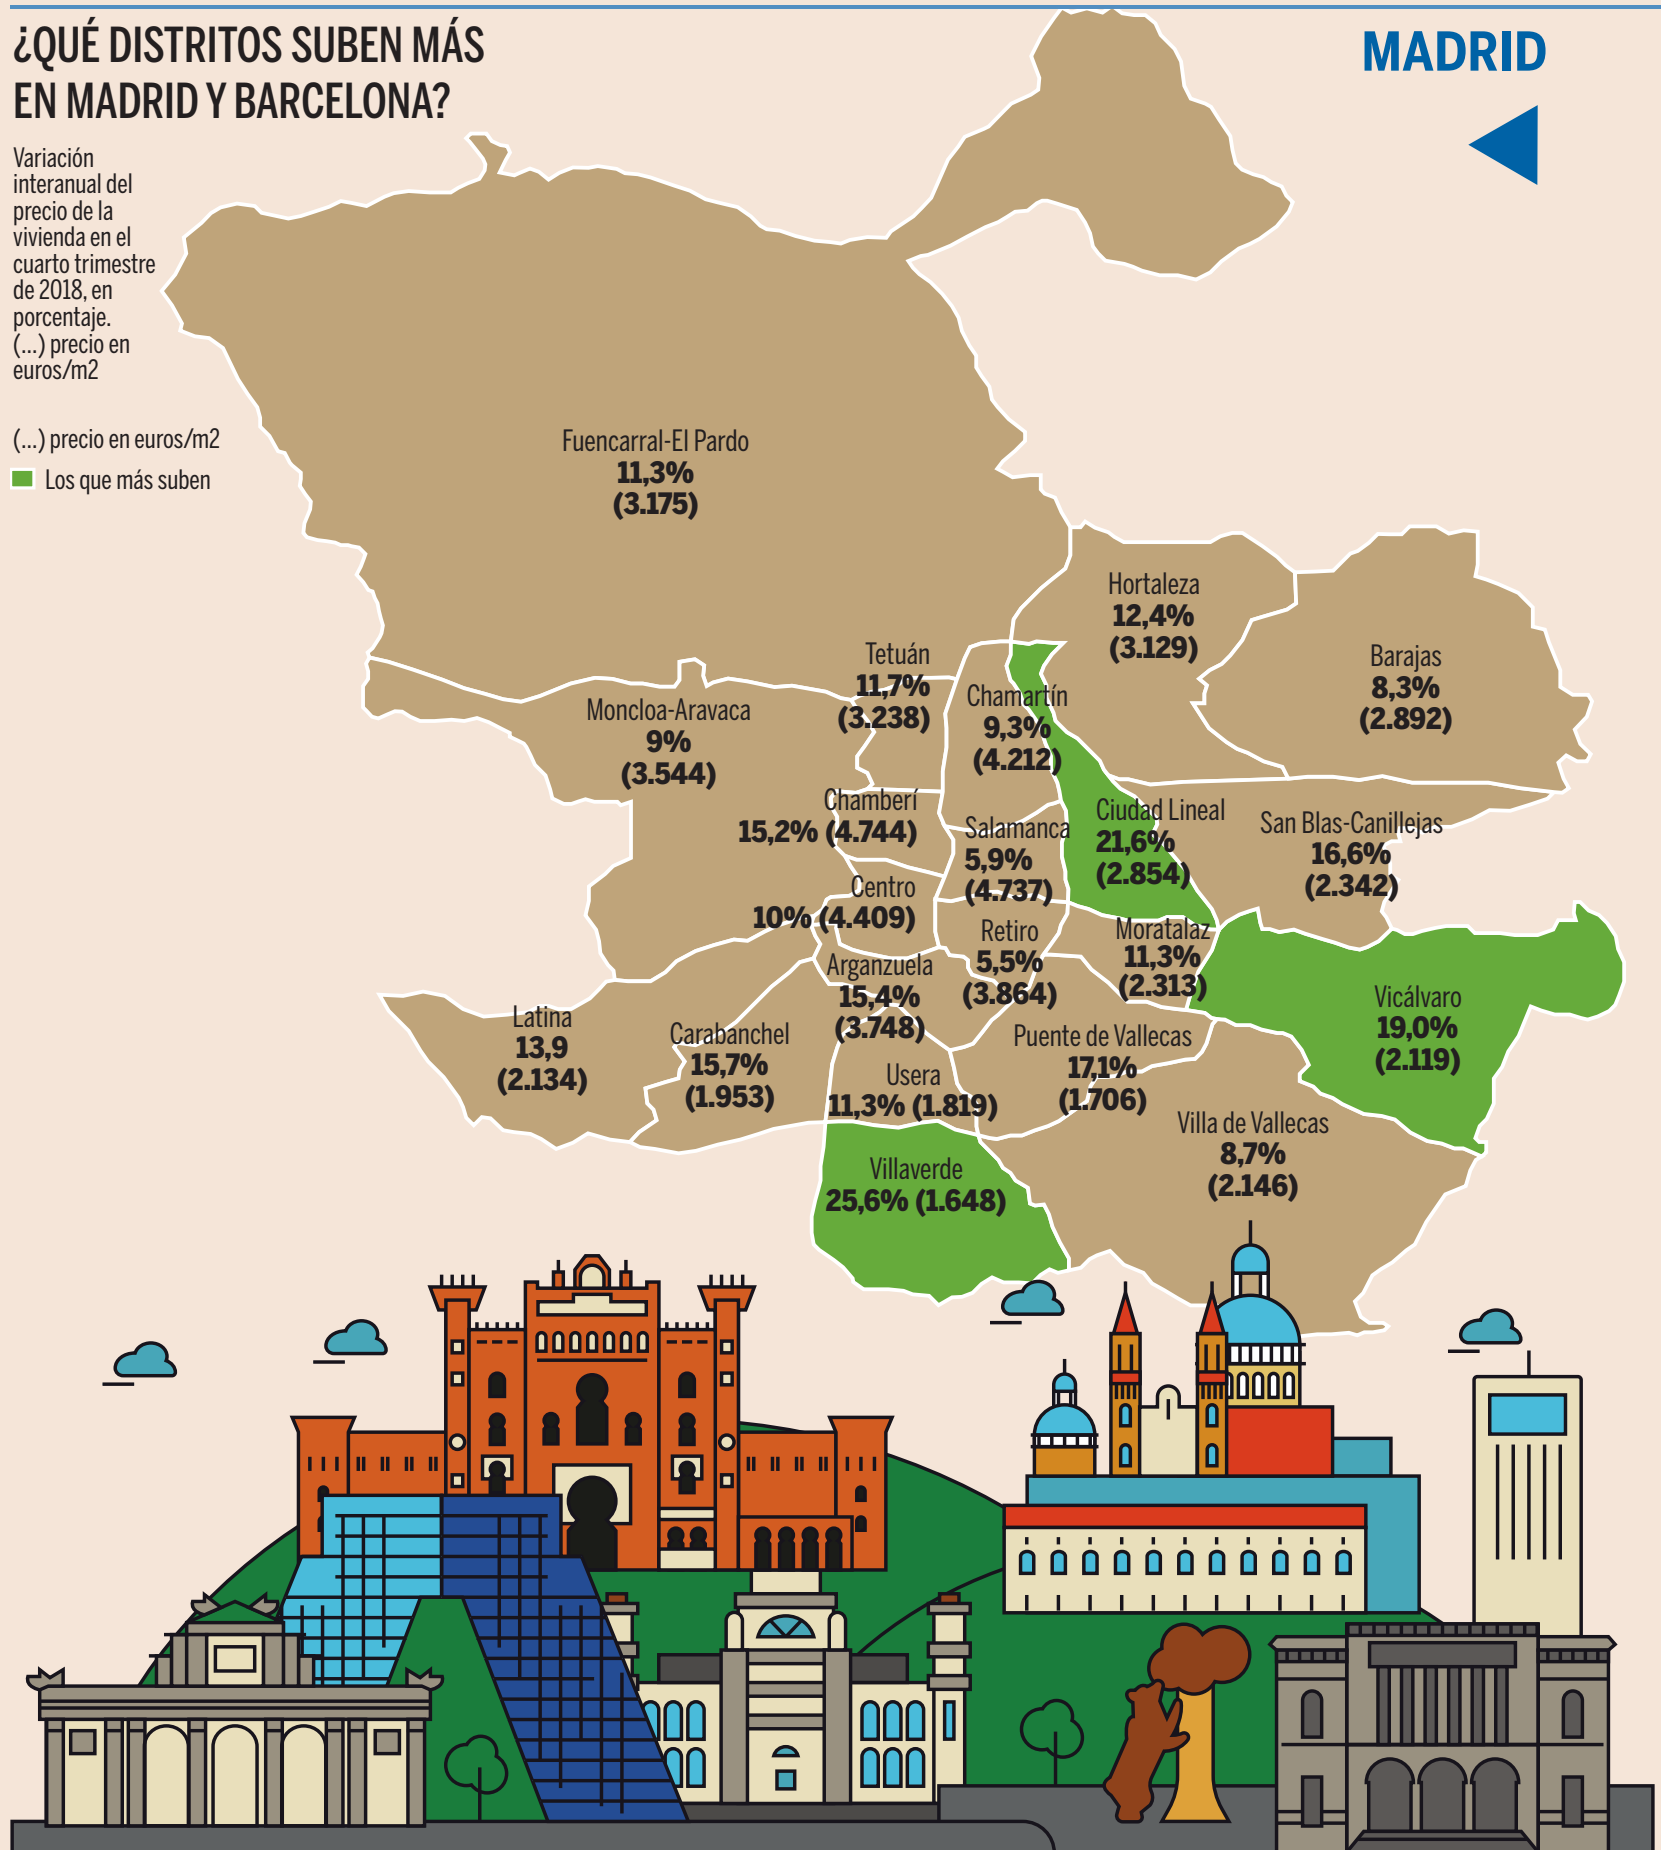 ¿QUÉ DISTRITOS SUBEN MÁS
EN MADRID Y BARCELONA?
MADRID
Variación
interanual del
precio de la
vivienda en el
cuarto trimestre
de 2018, en
porcentaje.
(...) precio en
euros/m2
(...) precio en euros/m2
Los que más suben
Fuencarral-El Pardo
11,3%
(3.175)
Hortaleza
12,4%
(3.129)
Barajas
8,3%
(2.892)
Tetuán
11,7%
(3.238)
Chamartín
9,3%
(4.212)
Moncloa-Aravaca
9%
(3.544)
Chamberí
15,2% (4.744)
Salamanca
5,9%
(4.737)
Ciudad Lineal
21,6%
(2.854)
San Blas-Canillejas
16,6%
(2.342)
Centro
10% (4.409)
Retiro
5,5%
(3.864)
Moratalaz
11,3%
(2.313)
Arganzuela
15,4%
(3.748)
Vicálvaro
19,0%
(2.119)
Latina
13,9
(2.134)
Carabanchel
15,7%
(1.953)
Puente de Vallecas
17,1%
(1.706)
Usera
11,3% (1.819)
Villa de Vallecas
8,7%
(2.146)
Villaverde
25,6% (1.648)